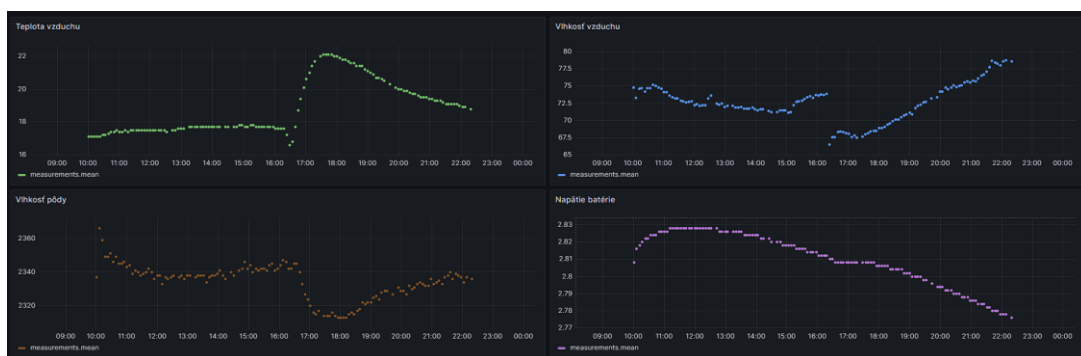 Teplota vzduchu
22
20
18
16
09:00 10:00 11:00 12:00 13:00 14:00 15:00 16:00 17:00 18:00 19:00 20:00 21:00 22:00 23:00 00:00
measurements.mean
Vlhkosť vzduchu
80
77.5
75
72.5
70
67.5
65
09:00 10:00 11:00 12:00 13:00 14:00 15:00 16:00 17:00 18:00 19:00 20:00 21:00 22:00 23:00 00:00
measurements.mean
Vlhkosť pôdy
2360
2340
2320
09:00 10:00 11:00 12:00 13:00 14:00 15:00 16:00 17:00 18:00 19:00 20:00 21:00 22:00 23:00 00:00
measurements.mean
Napätie batérie
2.83
2.82
2.81
2.8
2.79
2.78
2.77
09:00 10:00 11:00 12:00 13:00 14:00 15:00 16:00 17:00 18:00 19:00 20:00 21:00 22:00 23:00 00:00
measurements.mean